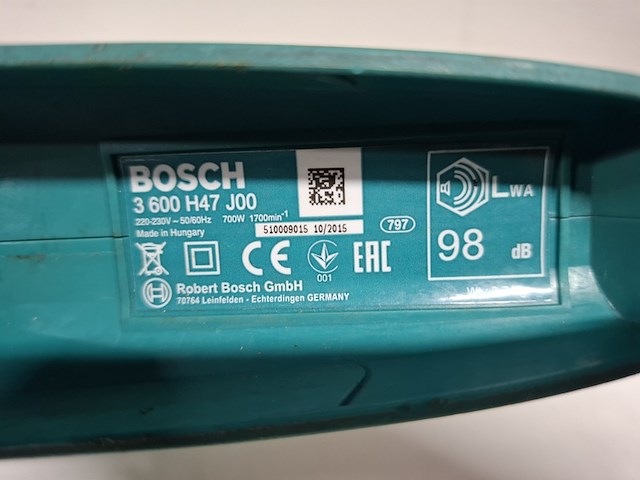 BOSCH
3 600 H47 J00
220-230V ~ 50/60Hz 700W 1700min⁻¹
Made in Hungary
510009015 10/2015
797
CE
001
EAC
LWA
98 dB
Robert Bosch GmbH
70764 Leinfelden - Echterdingen GERMANY